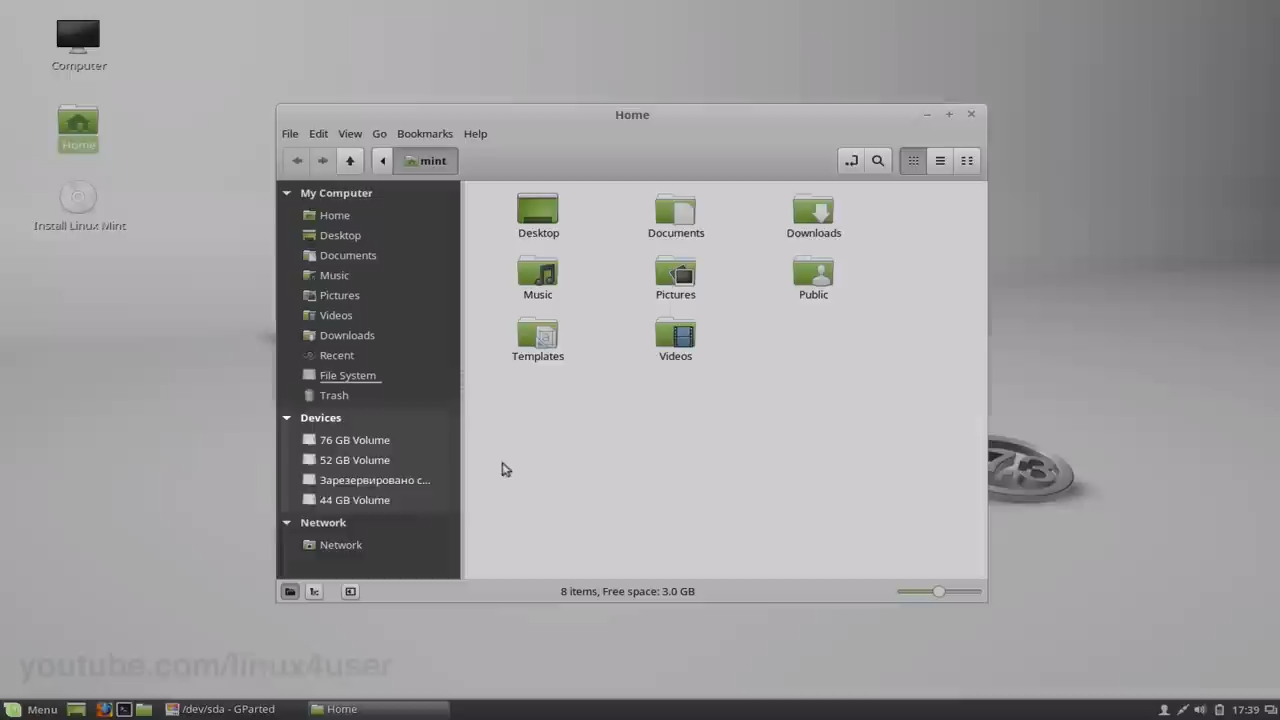 Computer
Home
Install Linux Mint
Home
File Edit View Go Bookmarks Help
mint
My Computer
Home
Desktop
Documents
Music
Pictures
Videos
Downloads
Recent
File System
Trash
Devices
76 GB Volume
52 GB Volume
Зарезервировано с...
44 GB Volume
Network
Network
Desktop Documents Downloads
Music Pictures Public
Templates Videos
8 items, Free space: 3.0 GB
youtube.com/linux4user
Menu /dev/sda - GParted Home 17:39